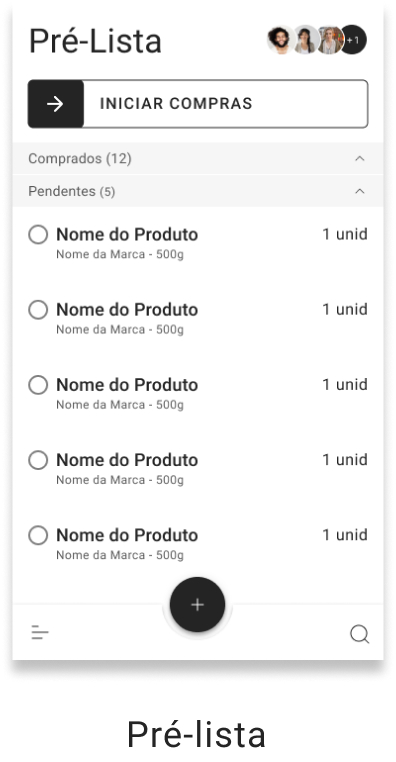 Pré-Lista
+1
INICIAR COMPRAS
Comprados (12)
Pendentes (5)
Nome do Produto 1 unid
Nome da Marca - 500g
Nome do Produto 1 unid
Nome da Marca - 500g
Nome do Produto 1 unid
Nome da Marca - 500g
Nome do Produto 1 unid
Nome da Marca - 500g
Nome do Produto 1 unid
Nome da Marca - 500g
Pré-lista